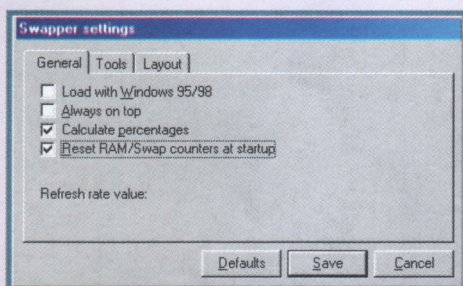 Swapper settings
General Tools Layout
Load with Windows 95/98
Always on top
Calculate percentages
Reset RAM/Swap counters at startup
Refresh rate value:
Defaults Save Cancel